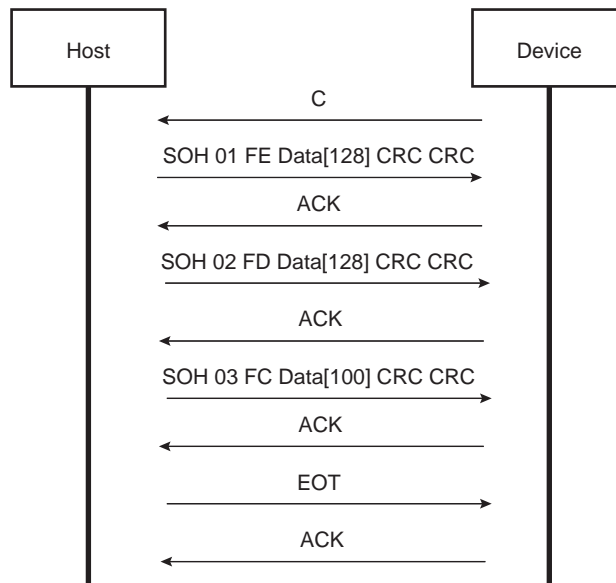 Host
Device
C
SOH 01 FE Data[128] CRC CRC
ACK
SOH 02 FD Data[128] CRC CRC
ACK
SOH 03 FC Data[100] CRC CRC
ACK
EOT
ACK